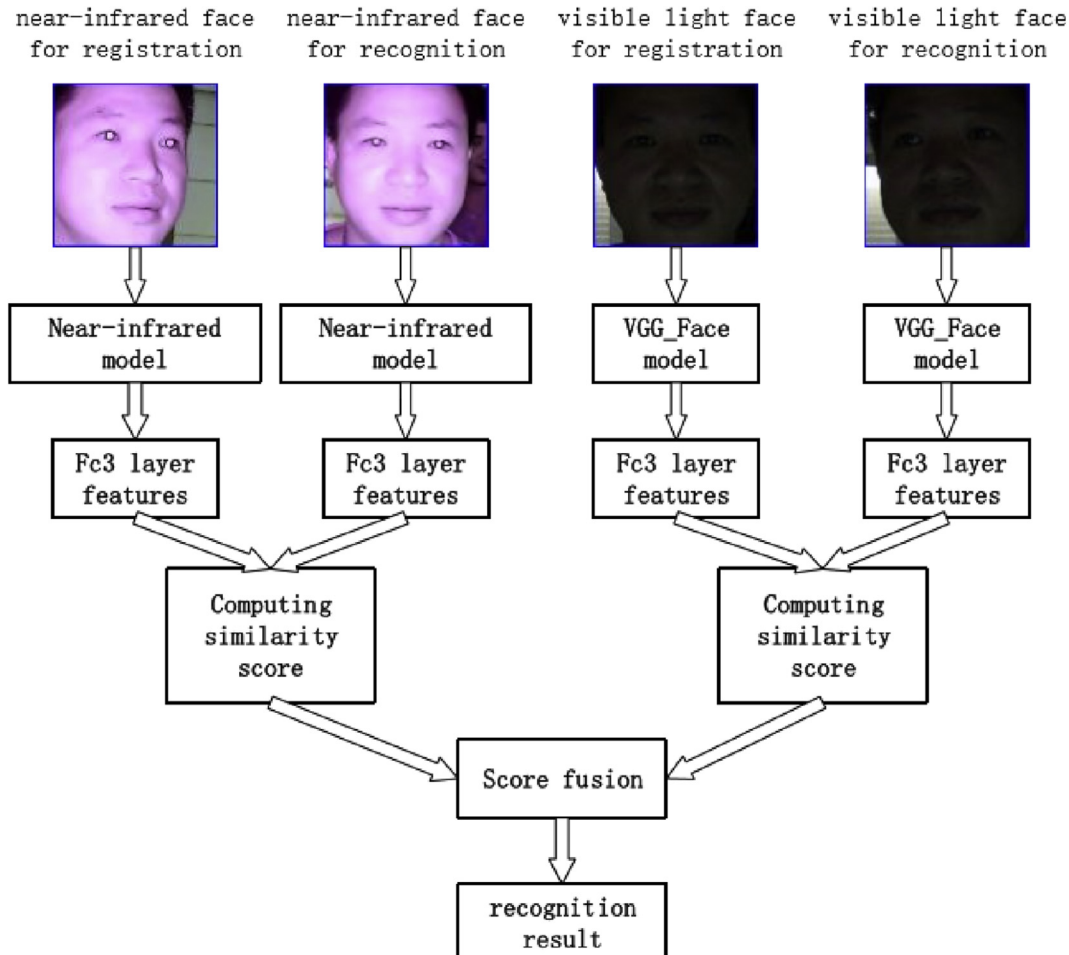 near-infrared face
for registration
near-infrared face
for recognition
visible light face
for registration
visible light face
for recognition
Near-infrared
model
Near-infrared
model
VGG_Face
model
VGG_Face
model
Fc3 layer
features
Fc3 layer
features
Fc3 layer
features
Fc3 layer
features
Computing
similarity
score
Computing
similarity
score
Score fusion
recognition
result